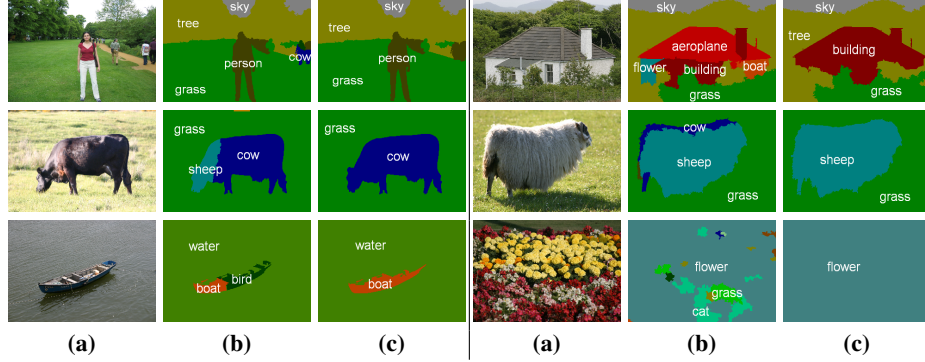 sky
tree
person
cow
grass
sky
tree
person
grass
sky
aeroplane
flower
building
boat
grass
sky
tree
building
grass
grass
cow
sheep
grass
cow
cow
sheep
grass
sheep
grass
water
bird
boat
water
boat
flower
grass
cat
flower
(a) (b) (c) (a) (b) (c)